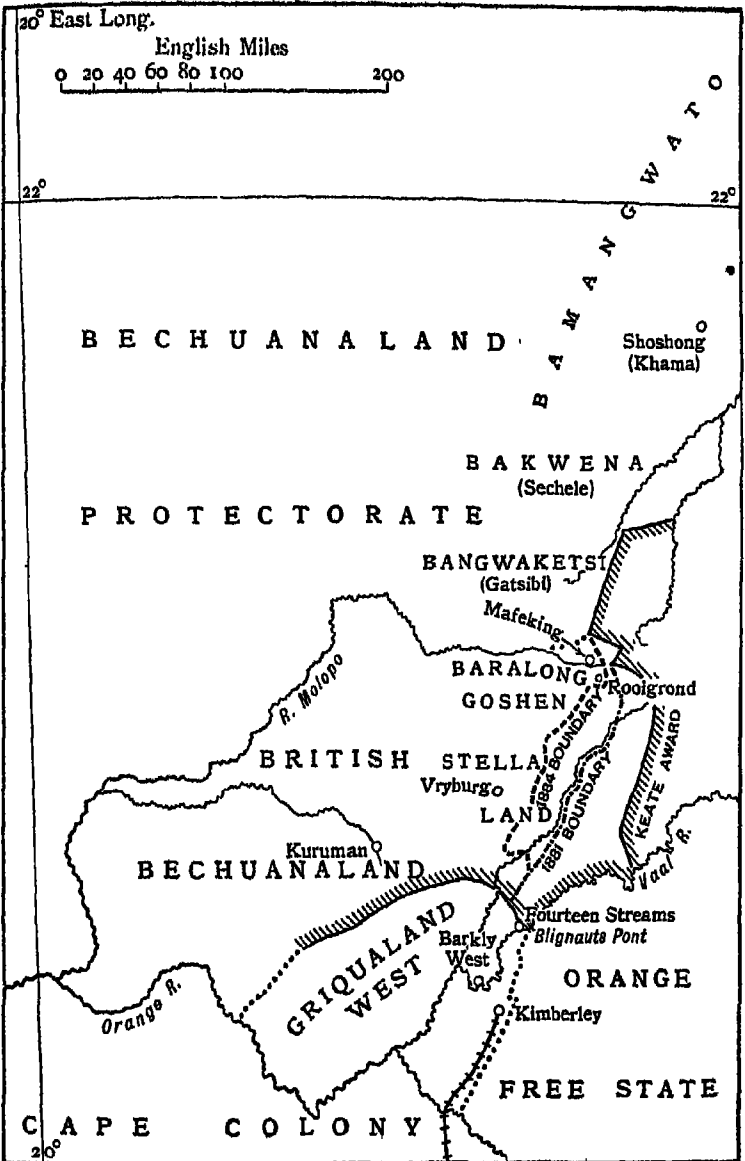 20° East Long.
English Miles
0 20 40 60 80 100 200
22° 22°
BAMANGWATO
BECHUANALAND
Shoshong
(Khama)
BAKWENA
(Sechele)
PROTECTORATE
BANGWAKETSI
(Gatsibi)
Mafeking
BARALONG
Rooigrond
GOSHEN
R. Molopo
BRITISH
STELLA
Vryburg
LAND
1884 BOUNDARY
1881 BOUNDARY
KEATE AWARD
Vaal R.
Kuruman
BECHUANALAND
Fourteen Streams
Blignauts Pont
Barkly
West
GRIQUALAND
WEST
ORANGE
Orange R.
Kimberley
FREE STATE
CAPE COLONY
20°